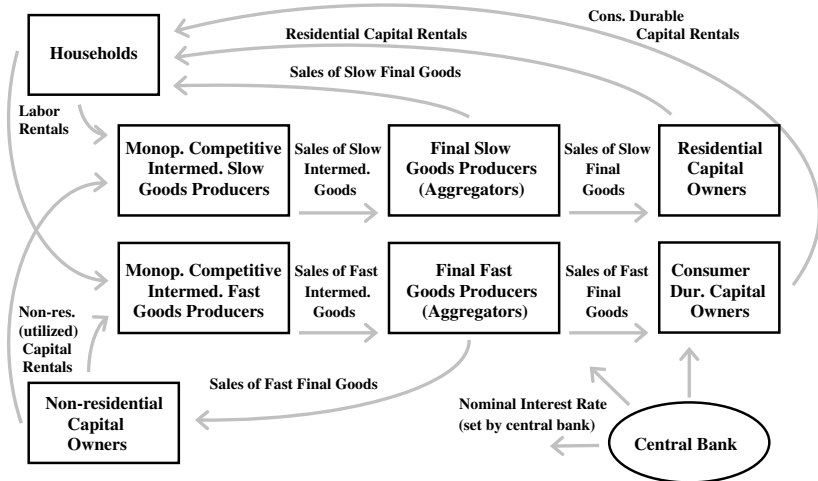 Cons. Durable
Capital Rentals
Residential Capital Rentals
Households
Sales of Slow Final Goods
Labor
Rentals
Monop. Competitive
Intermed. Slow
Goods Producers
Sales of Slow
Intermed.
Goods
Final Slow
Goods Producers
(Aggregators)
Sales of Slow
Final
Goods
Residential
Capital
Owners
Monop. Competitive
Intermed. Fast
Goods Producers
Sales of Fast
Intermed.
Goods
Final Fast
Goods Producers
(Aggregators)
Sales of Fast
Final
Goods
Consumer
Dur. Capital
Owners
Non-res.
(utilized)
Capital
Rentals
Sales of Fast Final Goods
Non-residential
Capital
Owners
Nominal Interest Rate
(set by central bank)
Central Bank